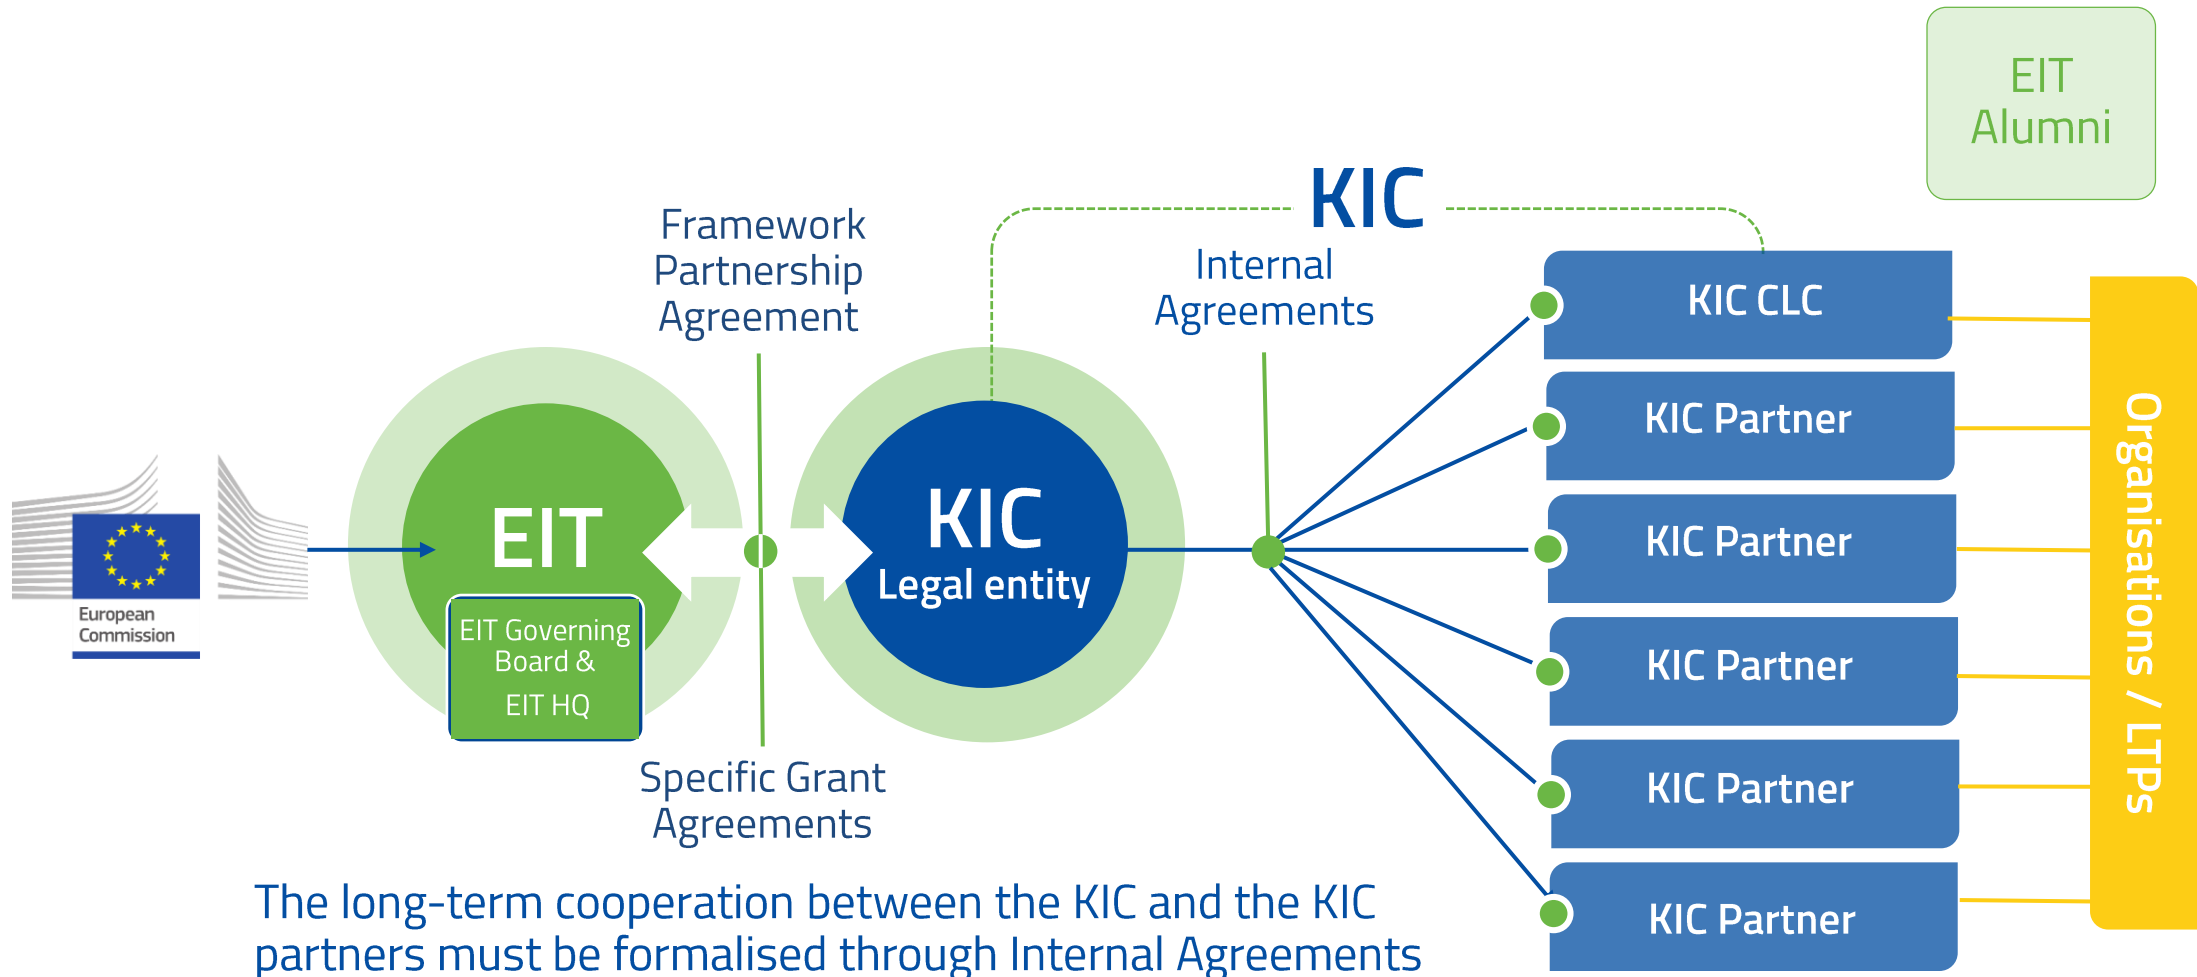 EIT
Alumni
KIC
Framework
Partnership
Agreement
Internal
Agreements
KIC CLC
KIC Partner
KIC Partner
KIC Partner
KIC Partner
KIC Partner
Organisations / LTPs
EIT
KIC
Legal entity
European
Commission
EIT Governing
Board &
EIT HQ
Specific Grant
Agreements
The long-term cooperation between the KIC and the KIC
partners must be formalised through Internal Agreements